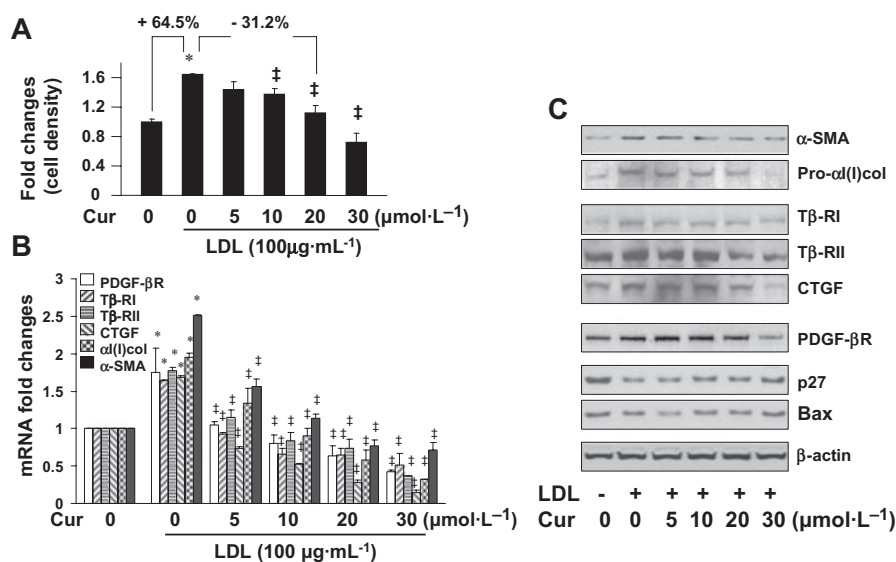 A
+ 64.5%
- 31.2%
*
‡
‡
‡
Fold changes
(cell density)
1.6
1.2
0.8
0.4
0
Cur 0 0 5 10 20 30 (μmol·L–1)
LDL (100μg·mL-1)
B
mRNA fold changes
3
2.5
2
1.5
1
0.5
0
PDGF-βR
Tβ-RI
Tβ-RII
CTGF
αI(I)col
α-SMA
* * * * * *
‡ ‡ ‡ ‡ ‡ ‡
‡ ‡ ‡ ‡ ‡ ‡
‡ ‡ ‡ ‡ ‡ ‡
‡ ‡ ‡ ‡ ‡ ‡
Cur 0 0 5 10 20 30 (μmol·L–1)
LDL (100 μg·mL-1)
C
α-SMA
Pro-αI(I)col
Tβ-RI
Tβ-RII
CTGF
PDGF-βR
p27
Bax
β-actin
LDL - + + + + +
Cur 0 0 5 10 20 30 (μmol·L–1)